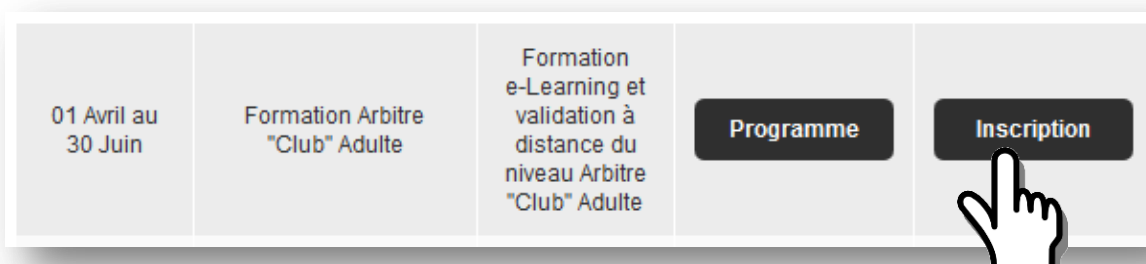 01 Avril au
30 Juin
Formation Arbitre
"Club" Adulte
Formation
e-Learning et
validation à
distance du
niveau Arbitre
"Club" Adulte
Programme
Inscription